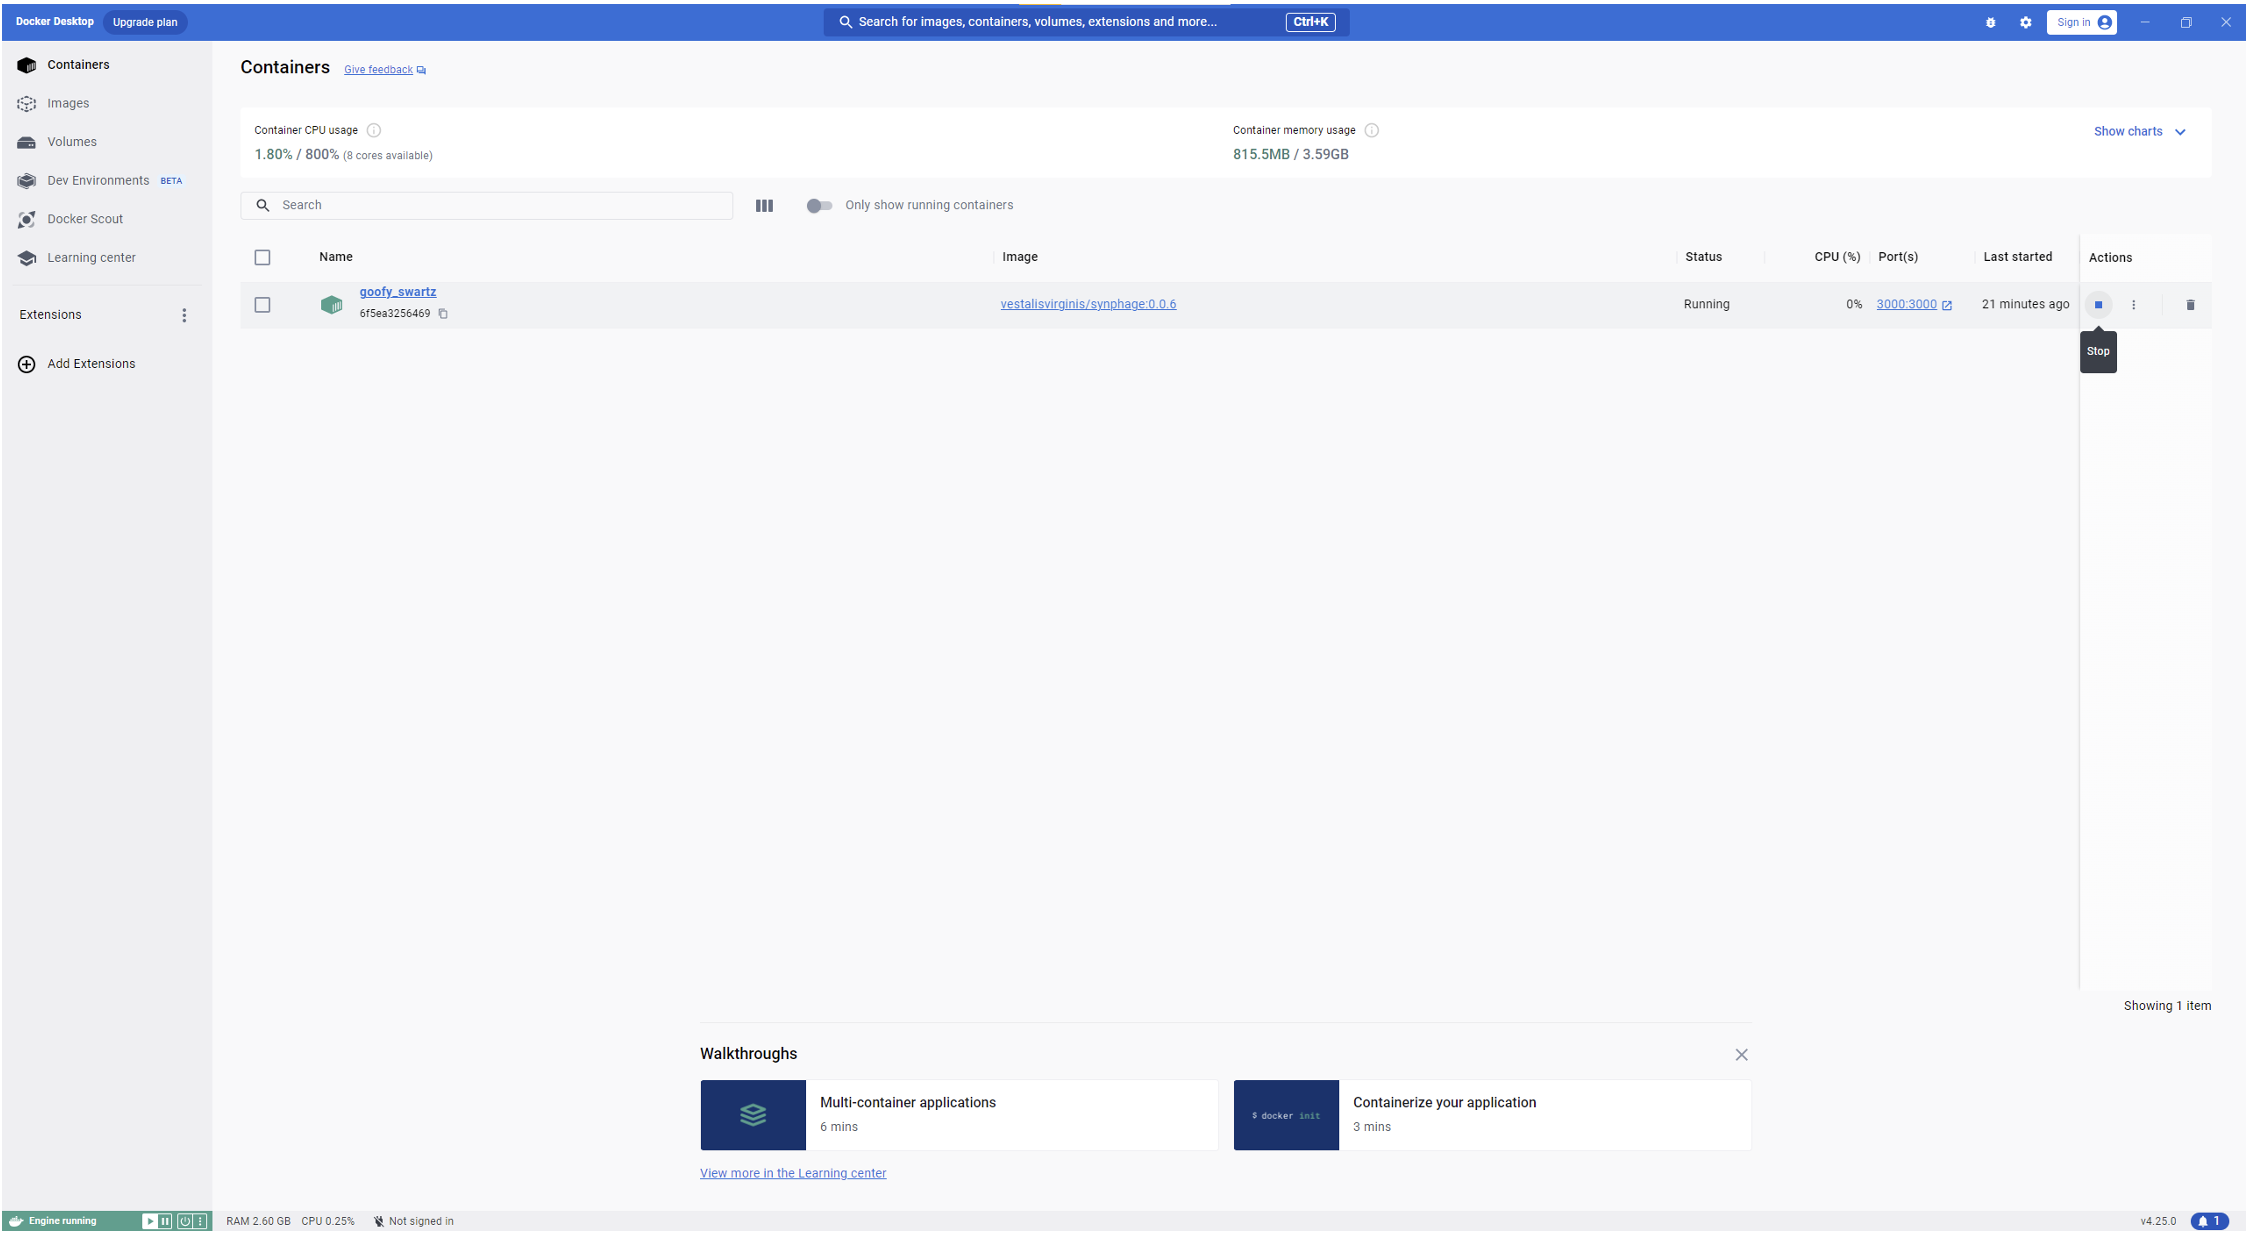 Docker Desktop Upgrade plan Search for images, containers, volumes, extensions and more... Ctrl+K Sign in
Containers
Images
Volumes
Dev Environments BETA
Docker Scout
Learning center
Extensions
Add Extensions
Containers Give feedback
Container CPU usage
1.80% / 800% (8 cores available)
Container memory usage
815.5MB / 3.59GB
Show charts
Search
Only show running containers
Name Image Status CPU (%) Port(s) Last started Actions
goofy_swartz
6f5ea3256469
vestalisvirginis/synphage:0.0.6 Running 0% 3000:3000 21 minutes ago
Stop
Showing 1 item
Walkthroughs
Multi-container applications
6 mins
$ docker init
Containerize your application
3 mins
View more in the Learning center
Engine running RAM 2.60 GB CPU 0.25% Not signed in v4.25.0 1